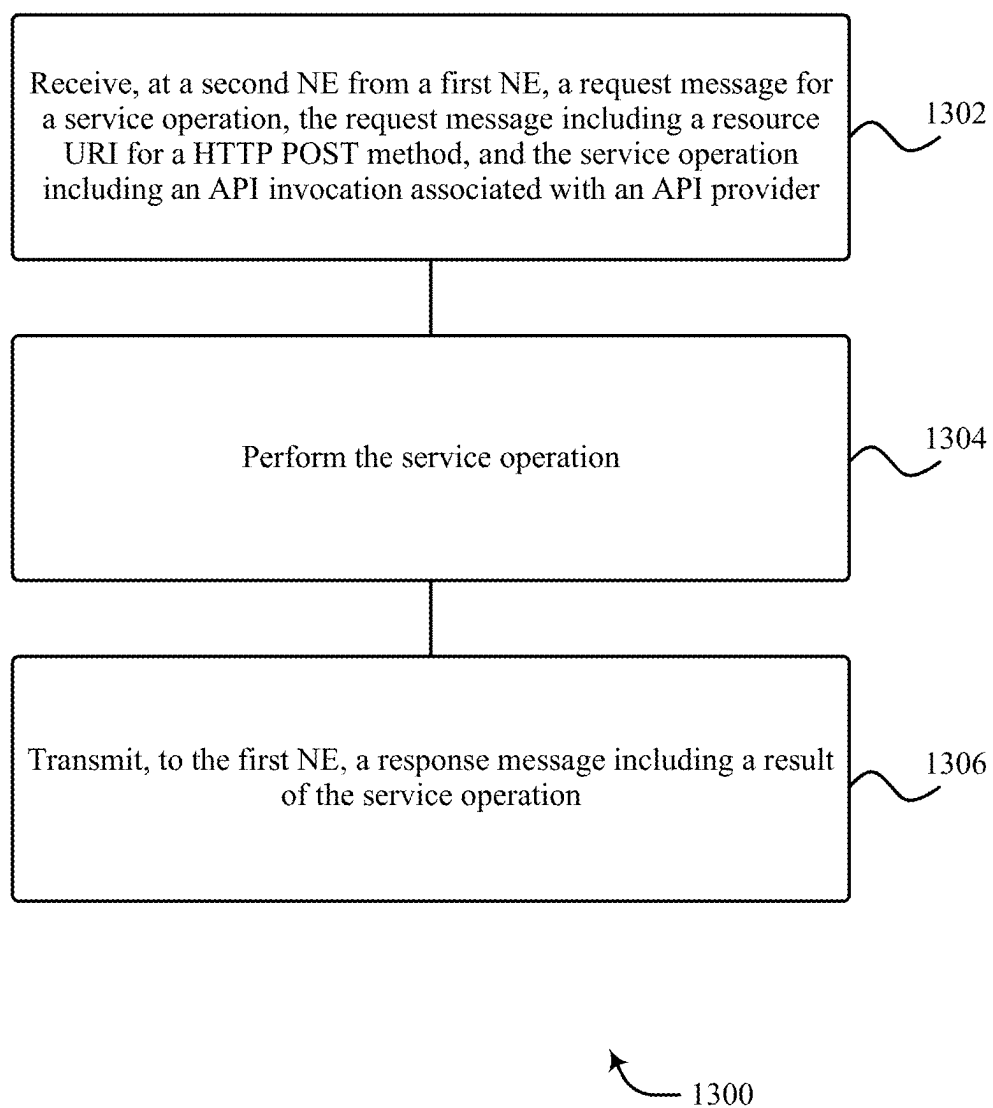 Receive, at a second NE from a first NE, a request message for
a service operation, the request message including a resource
URI for a HTTP POST method, and the service operation
including an API invocation associated with an API provider
1302
Perform the service operation
1304
Transmit, to the first NE, a response message including a result
of the service operation
1306
1300